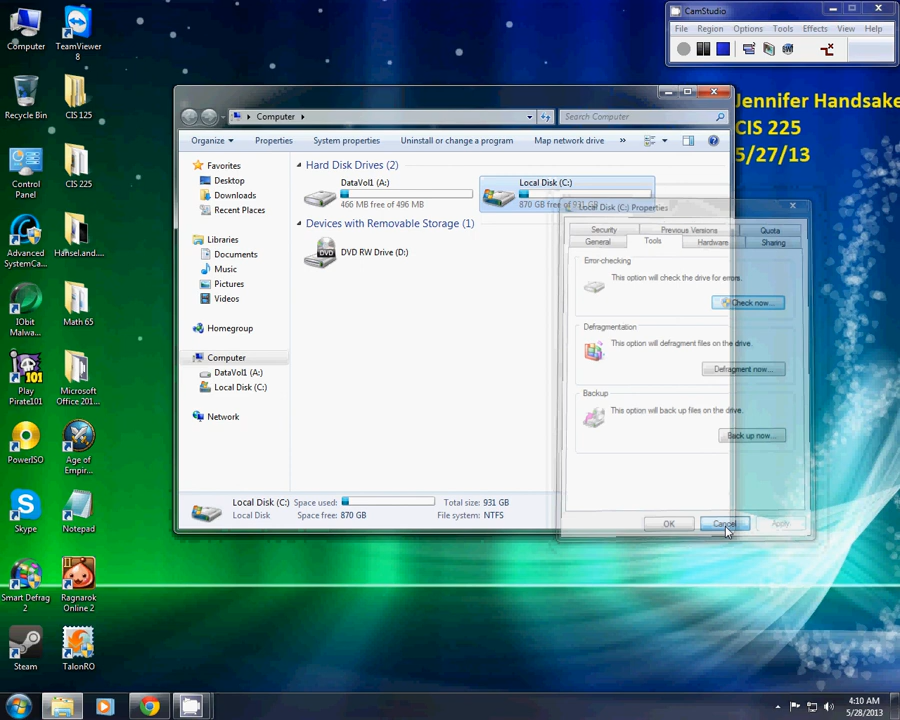 Computer
TeamViewer
8
Recycle Bin
CIS 125
Control
Panel
CIS 225
Advanced
SystemCa...
Hansel.and....
IObit
Malwa...
Math 65
Play
Pirate101
Microsoft
Office 201...
PowerISO
Age of
Empir...
Skype
Notepad
Smart Defrag
2
Ragnarok
Online 2
Steam
TalonRO
CamStudio
File Region Options Tools Effects View Help
Jennifer Handsake
CIS 225
5/27/13
Computer
Search Computer
Organize Properties System properties Uninstall or change a program Map network drive »
Favorites
Desktop
Downloads
Recent Places
Libraries
Documents
Music
Pictures
Videos
Homegroup
Computer
DataVol1 (A:)
Local Disk (C:)
Network
Hard Disk Drives (2)
DataVol1 (A:)
466 MB free of 496 MB
Local Disk (C:)
870 GB free of 931 GB
Devices with Removable Storage (1)
DVD
DVD RW Drive (D:)
Local Disk (C:) Space used: Total size: 931 GB
Local Disk Space free: 870 GB File system: NTFS
Local Disk (C:) Properties
Security Previous Versions Quota
General Tools Hardware Sharing
Error-checking
This option will check the drive for errors.
Check now...
Defragmentation
This option will defragment files on the drive.
Defragment now...
Backup
This option will back up files on the drive.
Back up now...
OK Cancel Apply
4:10 AM
5/28/2013